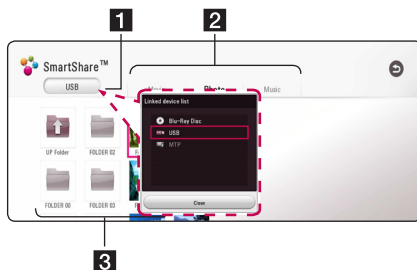 1
2
SmartShare™
USB
Photo
Music
Linked device list
Blu-Ray Disc
USB
MTP
UP Folder
FOLDER 02
FOLDER 00
FOLDER 03
Close
3